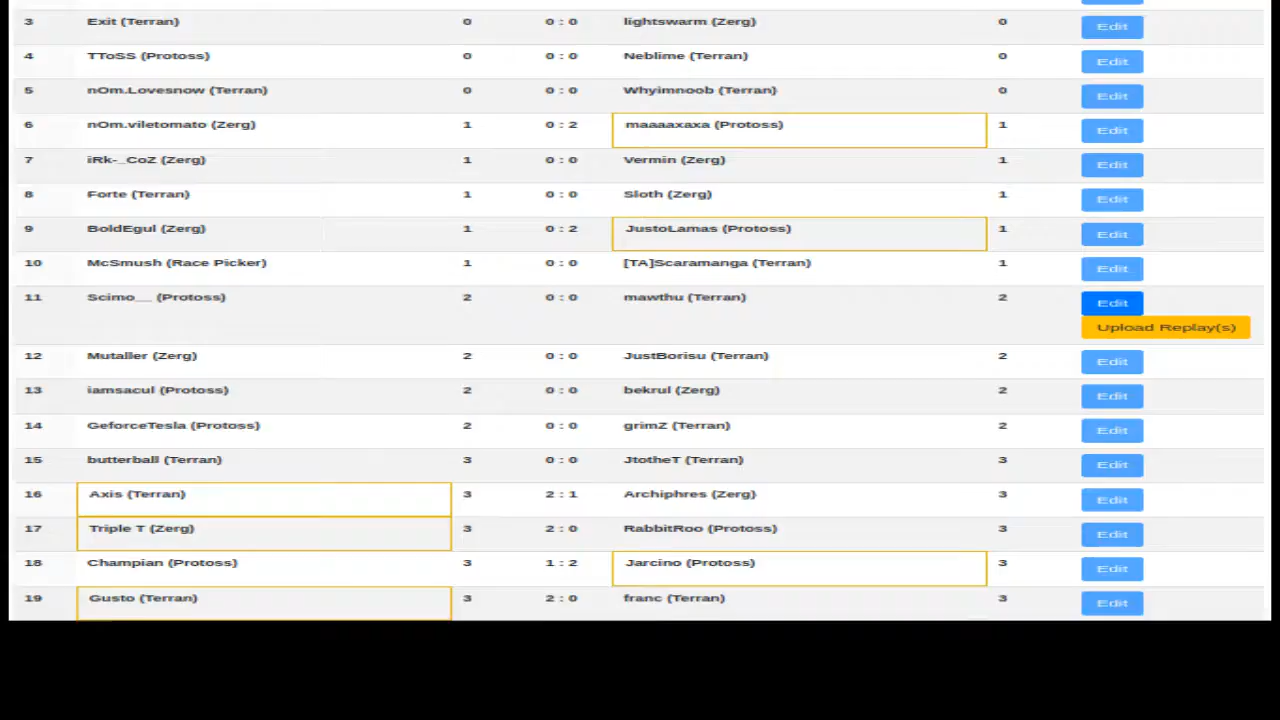 3 Exit (Terran) 0 0 : 0 lightswarm (Zerg) 0 Edit
4 TToSS (Protoss) 0 0 : 0 Neblime (Terran) 0 Edit
5 nOm.Lovesnow (Terran) 0 0 : 0 Whyimnoob (Terran) 0 Edit
6 nOm.viletomato (Zerg) 1 0 : 2 maaaaxaxa (Protoss) 1 Edit
7 iRk-_CoZ (Zerg) 1 0 : 0 Vermin (Zerg) 1 Edit
8 Forte (Terran) 1 0 : 0 Sloth (Zerg) 1 Edit
9 BoldEgul (Zerg) 1 0 : 2 JustoLamas (Protoss) 1 Edit
10 McSmush (Race Picker) 1 0 : 0 [TA]Scaramanga (Terran) 1 Edit
11 Scimo__ (Protoss) 2 0 : 0 mawthu (Terran) 2 Edit
Upload Replay(s)
12 Mutaller (Zerg) 2 0 : 0 JustBorisu (Terran) 2 Edit
13 iamsacul (Protoss) 2 0 : 0 bekrul (Zerg) 2 Edit
14 GeforceTesla (Protoss) 2 0 : 0 grimZ (Terran) 2 Edit
15 butterball (Terran) 3 0 : 0 JtotheT (Terran) 3 Edit
16 Axis (Terran) 3 2 : 1 Archiphres (Zerg) 3 Edit
17 Triple T (Zerg) 3 2 : 0 RabbitRoo (Protoss) 3 Edit
18 Champian (Protoss) 3 1 : 2 Jarcino (Protoss) 3 Edit
19 Gusto (Terran) 3 2 : 0 franc (Terran) 3 Edit